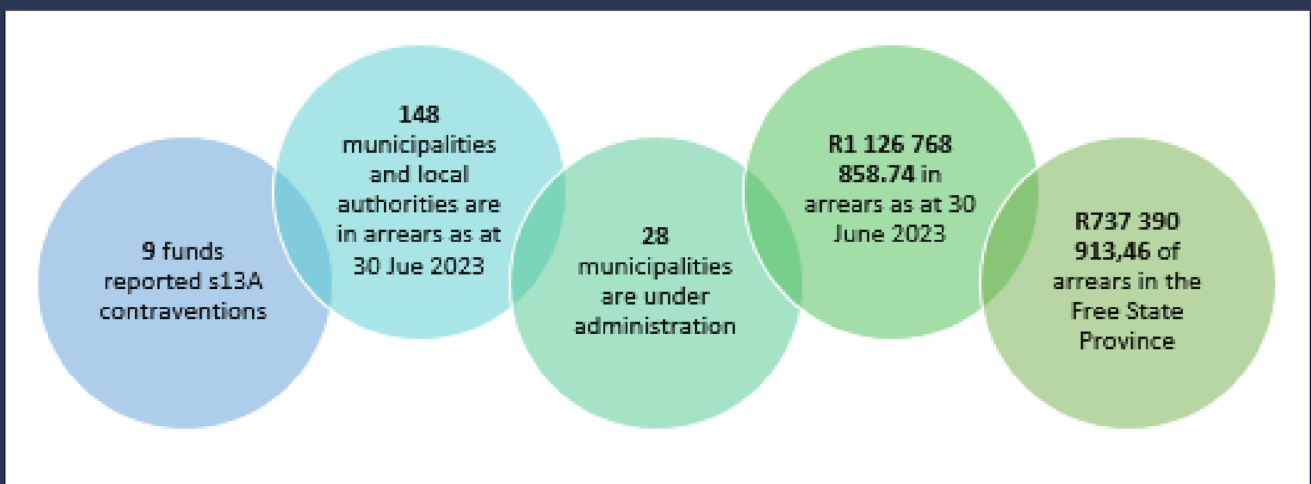 9 funds
reported s13A
contraventions
148
municipalities
and local
authorities are
in arrears as at
30 Jue 2023
28
municipalities
are under
administration
R1 126 768
858.74 in
arrears as at 30
June 2023
R737 390
913,46 of
arrears in the
Free State
Province